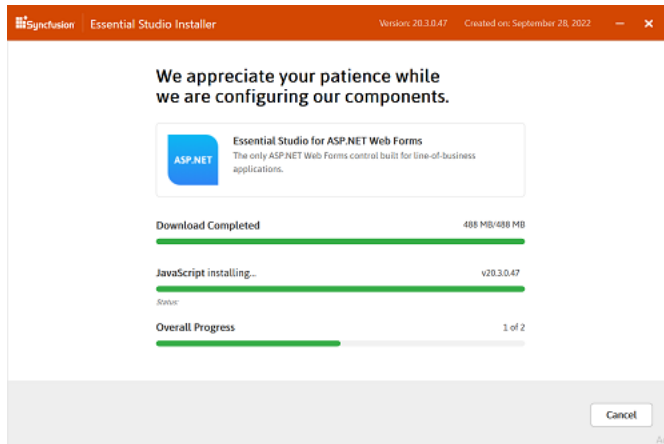 Syncfusion Essential Studio Installer Version: 20.3.0.47 Created on: September 28, 2022
We appreciate your patience while
we are configuring our components.
Essential Studio for ASP.NET Web Forms
ASP.NET
The only ASP.NET Web Forms control built for line-of-business
applications.
Download Completed 488 MB/488 MB
JavaScript installing... v20.3.0.47
Status:
Overall Progress 1 of 2
Cancel